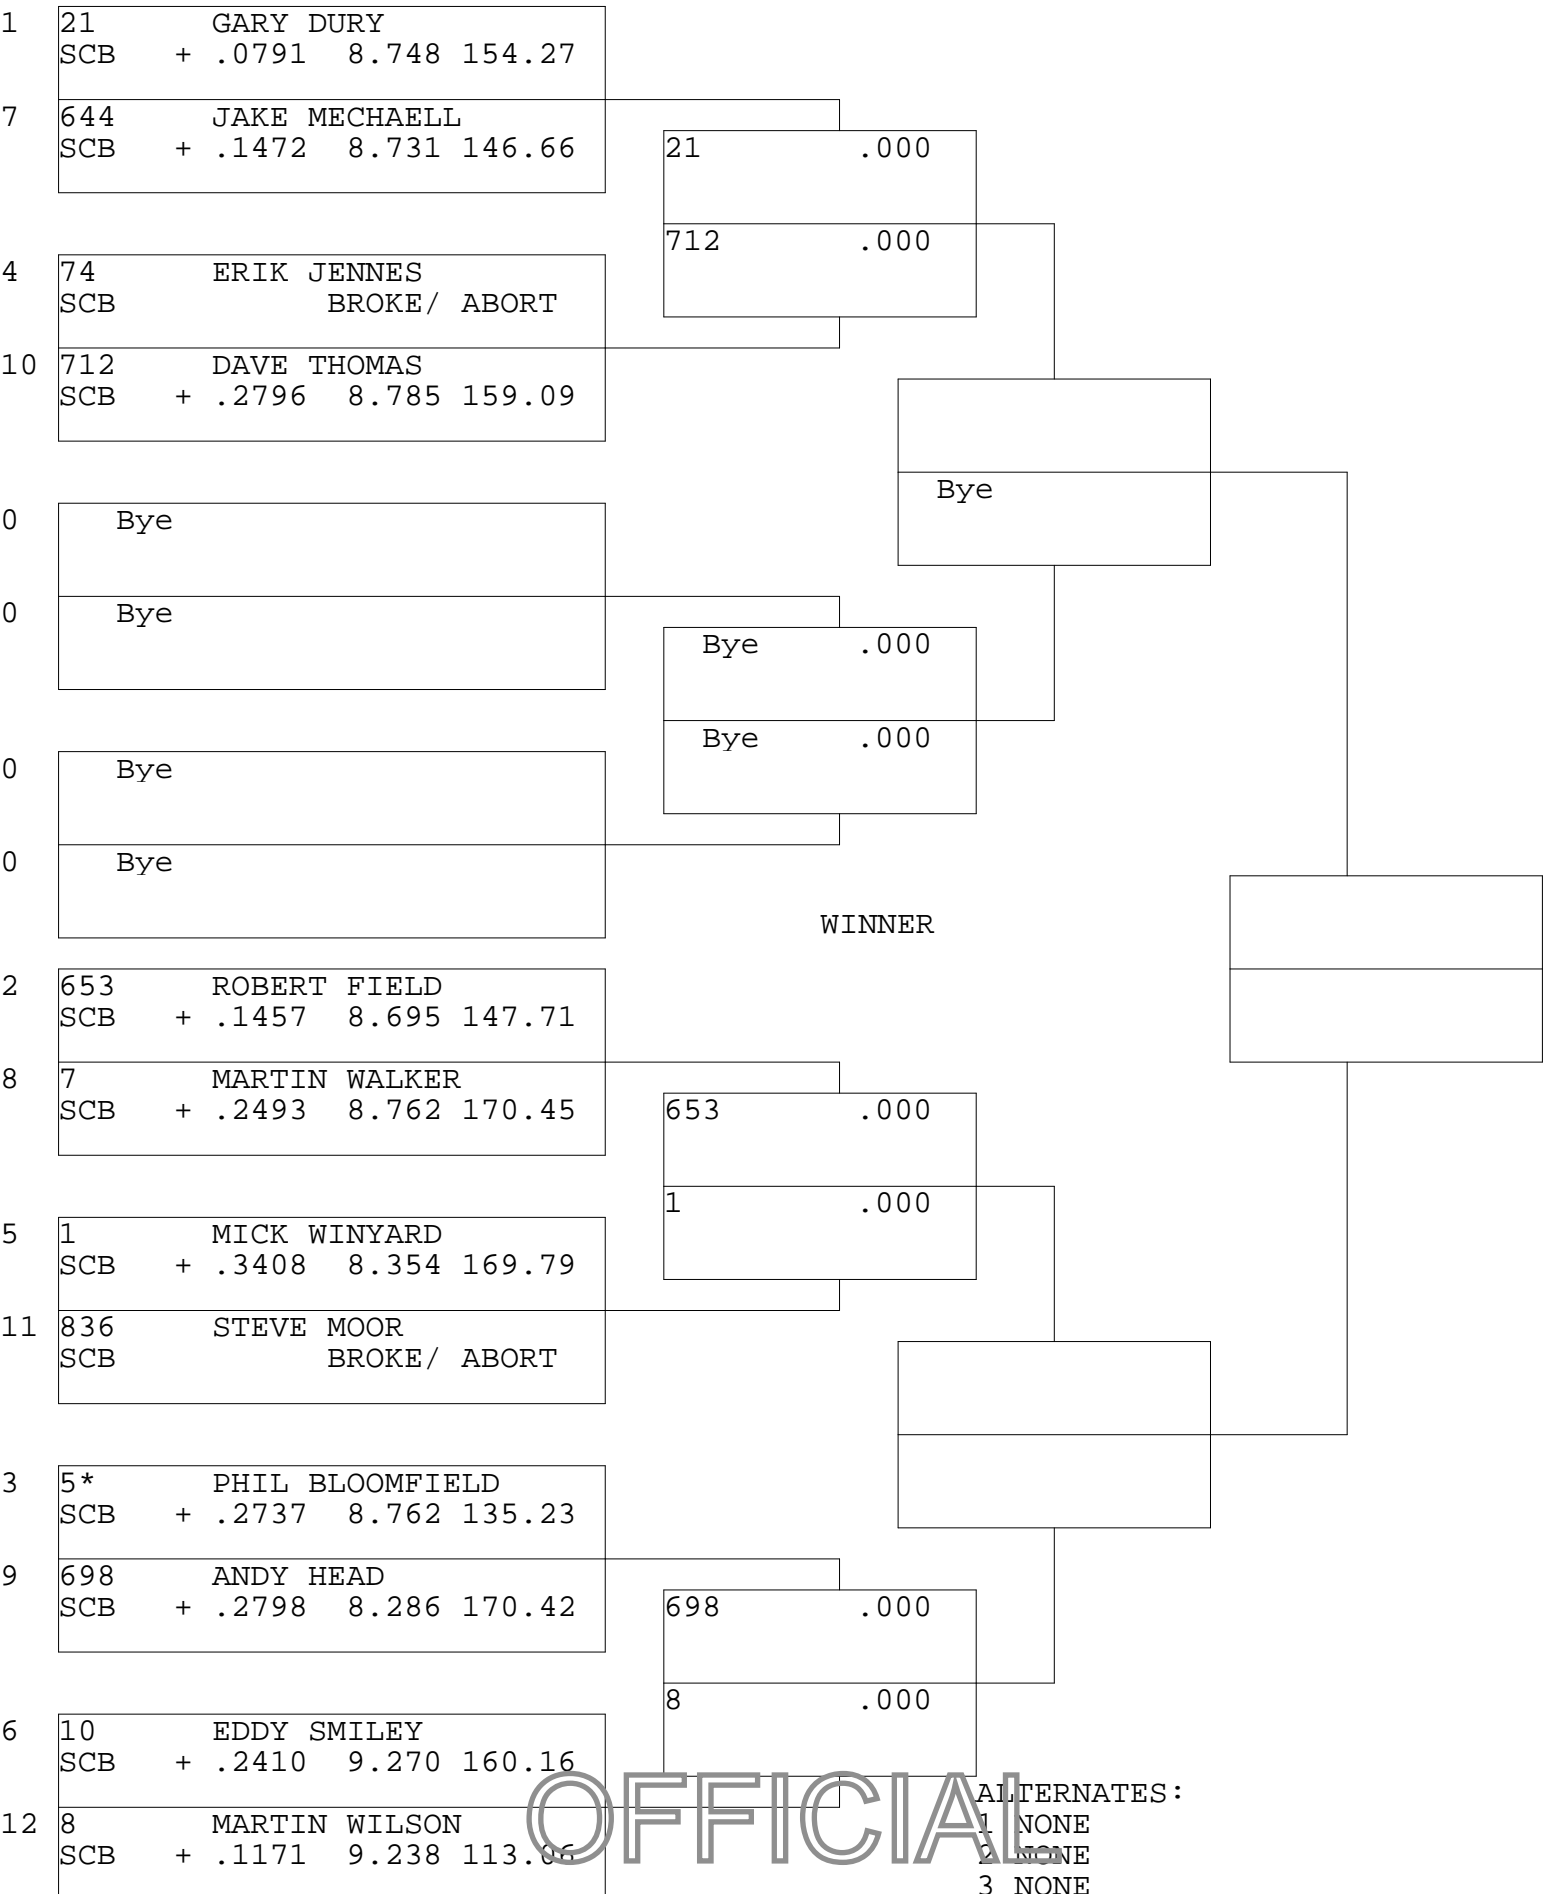 1 21 GARY DURY
SCB + .0791 8.748 154.27
7 644 JAKE MECHAELL
SCB + .1472 8.731 146.66
21 .000
712 .000
4 74 ERIK JENNES
SCB BROKE/ ABORT
10 712 DAVE THOMAS
SCB + .2796 8.785 159.09
Bye
0 Bye
0 Bye
Bye .000
Bye .000
0 Bye
0 Bye
WINNER
2 653 ROBERT FIELD
SCB + .1457 8.695 147.71
8 7 MARTIN WALKER
SCB + .2493 8.762 170.45
653 .000
1 .000
5 1 MICK WINYARD
SCB + .3408 8.354 169.79
11 836 STEVE MOOR
SCB BROKE/ ABORT
3 5* PHIL BLOOMFIELD
SCB + .2737 8.762 135.23
9 698 ANDY HEAD
SCB + .2798 8.286 170.42
698 .000
8 .000
6 10 EDDY SMILEY
SCB + .2410 9.270 160.16
12 8 MARTIN WILSON
SCB + .1171 9.238 113.06
OFFICIAL
ALTERNATES:
1 NONE
2 NONE
3 NONE